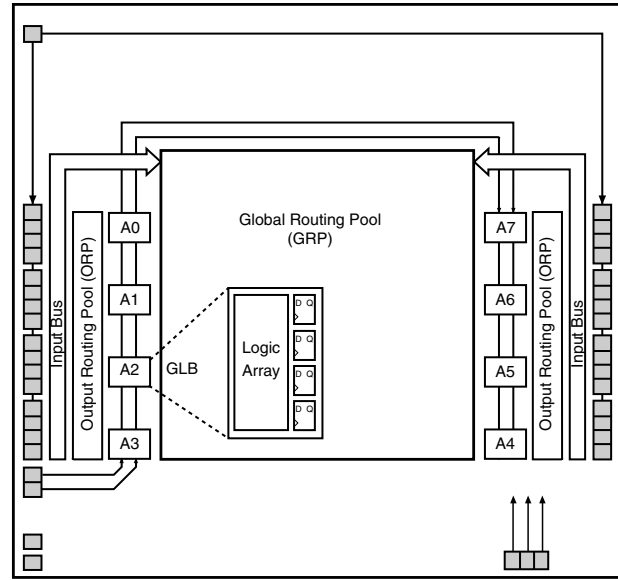 Global Routing Pool
(GRP)
A0
A1
A2
A3
A7
A6
A5
A4
Input Bus
Output Routing Pool (ORP)
Output Routing Pool (ORP)
Input Bus
GLB
Logic
Array
D Q
D Q
D Q
D Q